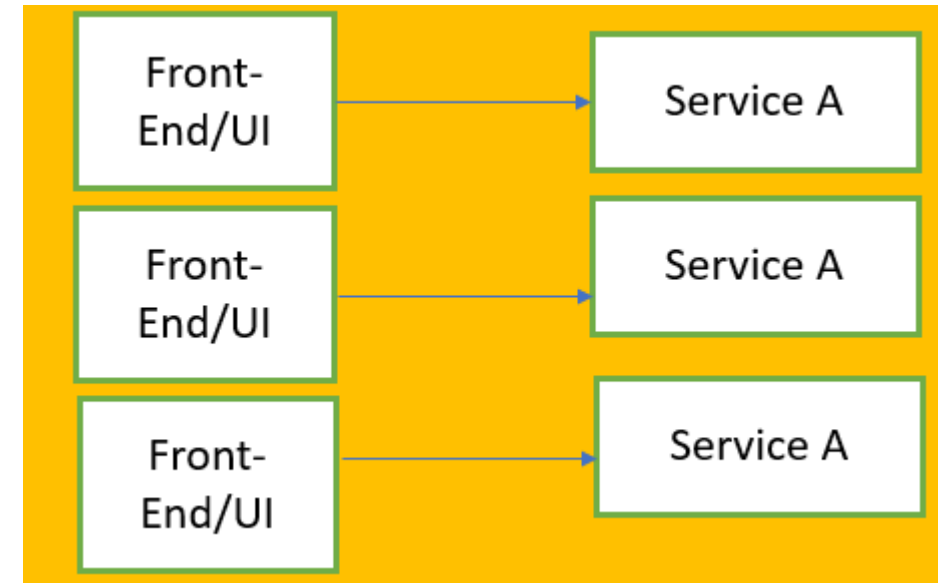 Front-
End/UI
Service A
Front-
End/UI
Service A
Front-
End/UI
Service A